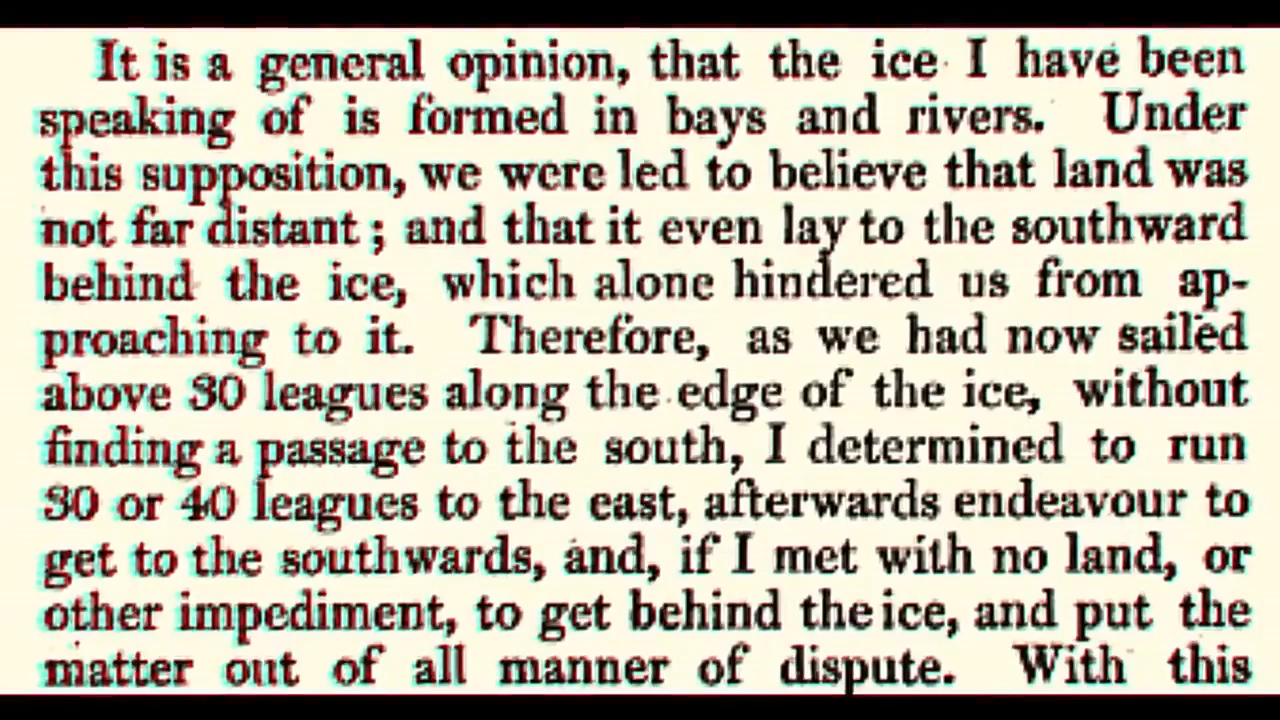 It is a general opinion, that the ice I have been
speaking of is formed in bays and rivers. Under
this supposition, we were led to believe that land was
not far distant; and that it even lay to the southward
behind the ice, which alone hindered us from ap-
proaching to it. Therefore, as we had now sailed
above 30 leagues along the edge of the ice, without
finding a passage to the south, I determined to run
30 or 40 leagues to the east, afterwards endeavour to
get to the southwards, and, if I met with no land, or
other impediment, to get behind the ice, and put the
matter out of all manner of dispute. With this